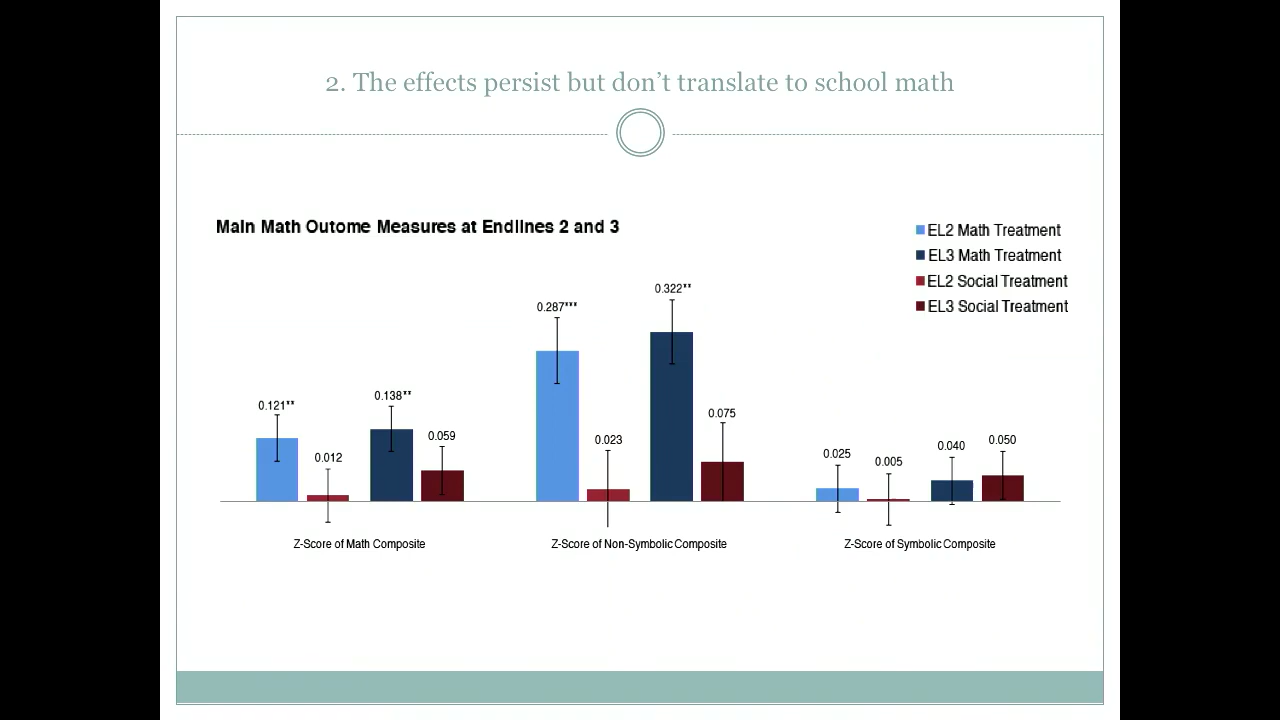 2. The effects persist but don't translate to school math
Main Math Outome Measures at Endlines 2 and 3
EL2 Math Treatment
EL3 Math Treatment
EL2 Social Treatment
EL3 Social Treatment
0.121**
0.012
0.138**
0.059
0.287***
0.023
0.322**
0.075
0.025
0.005
0.040
0.050
Z-Score of Math Composite
Z-Score of Non-Symbolic Composite
Z-Score of Symbolic Composite